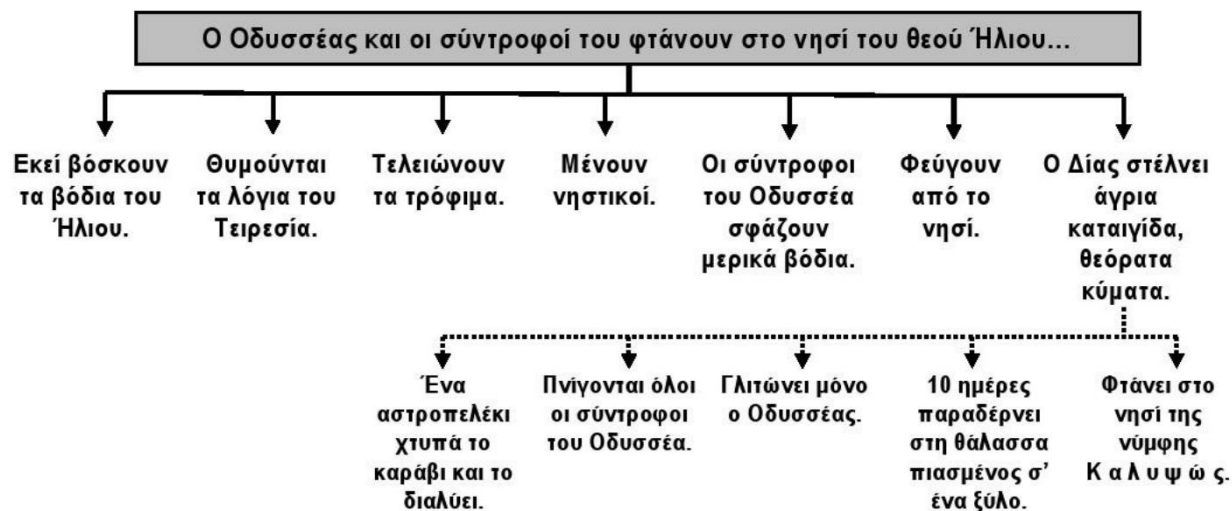 Ο Οδυσσέας και οι σύντροφοί του φτάνουν στο νησί του θεού Ήλιου...
Εκεί βόσκουν
τα βόδια του
Ήλιου.
Θυμούνται
τα λόγια του
Τειρεσία.
Τελειώνουν
τα τρόφιμα.
Μένουν
νηστικοί.
Οι σύντροφοι
του Οδυσσέα
σφάζουν
μερικά βόδια.
Φεύγουν
από το
νησί.
Ο Δίας στέλνει
άγρια
καταιγίδα,
θεόρατα
κύματα.
Ένα
αστροπελέκι
χτυπά το
καράβι και το
διαλύει.
Πνίγονται όλοι
οι σύντροφοι
του Οδυσσέα.
Γλιτώνει μόνο
ο Οδυσσέας.
10 ημέρες
παραδέρνει
στη θάλασσα
πιασμένος σ'
ένα ξύλο.
Φτάνει στο
νησί της
νύμφης
Κ α λ υ ψ ώ ς.